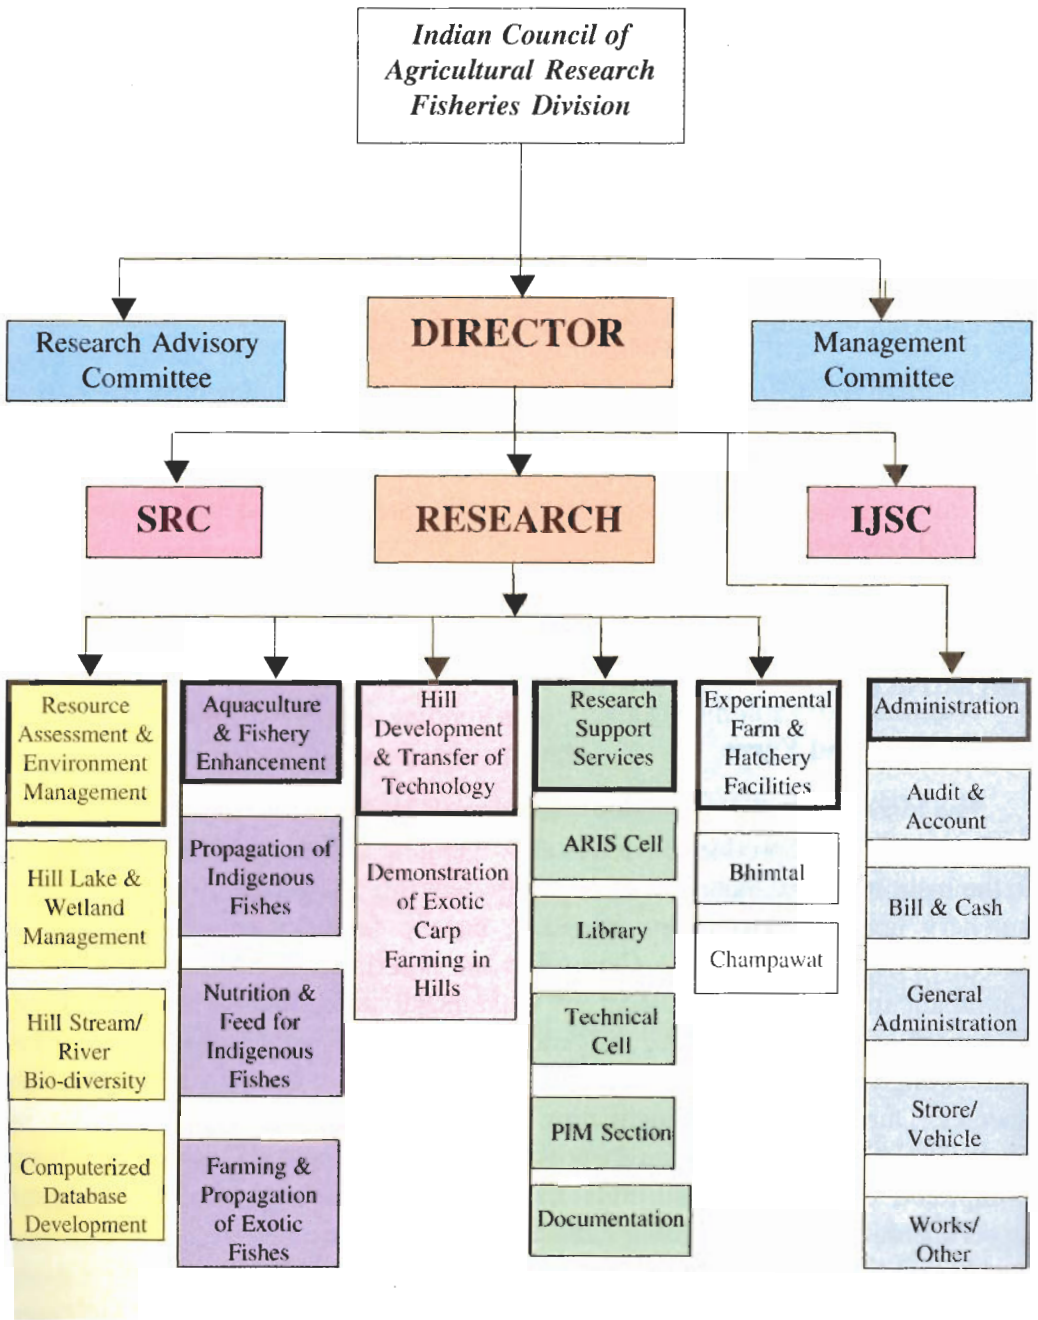 Indian Council of
Agricultural Research
Fisheries Division
Research Advisory
Committee
DIRECTOR
Management
Committee
SRC
RESEARCH
IJSC
Resource
Assessment &
Environment
Management
Hill Lake &
Wetland
Management
Hill Stream/
River
Bio-diversity
Computerized
Database
Development
Aquaculture
& Fishery
Enhancement
Propagation of
Indigenous
Fishes
Nutrition &
Feed for
Indigenous
Fishes
Farming &
Propagation
of Exotic
Fishes
Hill
Development
& Transfer of
Technology
Demonstration
of Exotic
Carp
Farming in
Hills
Research
Support
Services
ARIS Cell
Library
Technical
Cell
PIM Section
Documentation
Experimental
Farm &
Hatchery
Facilities
Bhimtal
Champawat
Administration
Audit &
Account
Bill & Cash
General
Administration
Strore/
Vehicle
Works/
Other